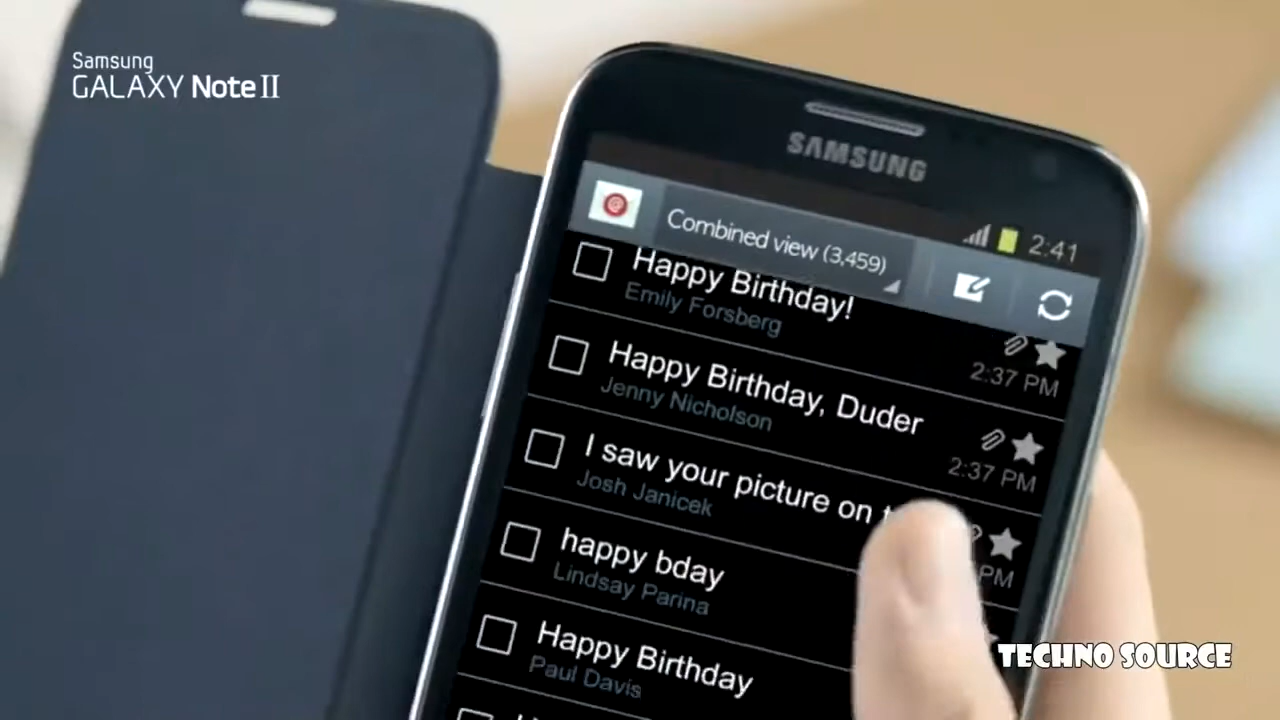 Samsung
GALAXY Note II
SAMSUNG
2:41
Combined view (3,459)
Happy Birthday!
Emily Forsberg
2:37 PM
Happy Birthday, Duder
Jenny Nicholson
2:37 PM
I saw your picture on
Josh Janicek
PM
happy bday
Lindsay Parina
Happy Birthday
Paul Davis
TECHNO SOURCE